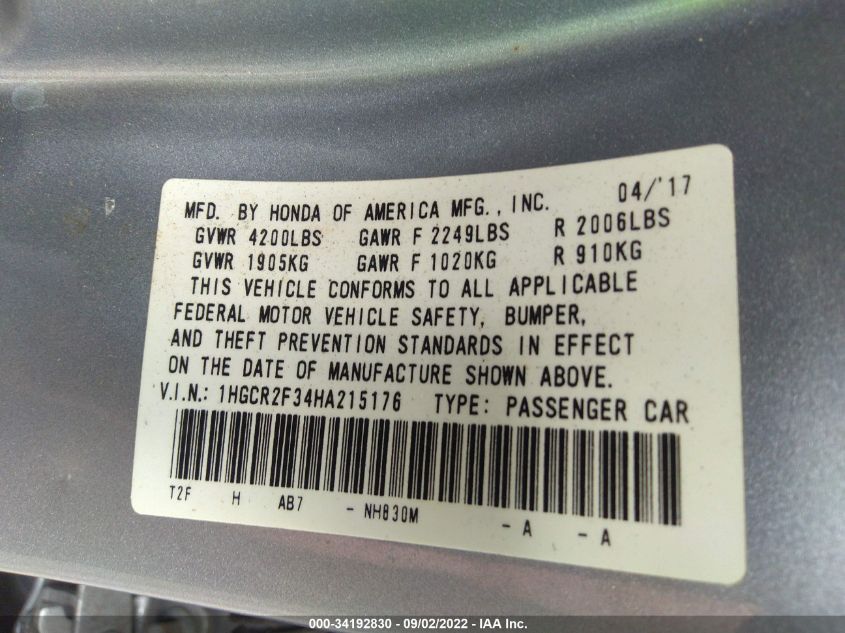 MFD. BY HONDA OF AMERICA MFG., INC. 04/'17
GVWR 4200LBS GAWR F 2249LBS R 2006LBS
GVWR 1905KG GAWR F 1020KG R 910KG
THIS VEHICLE CONFORMS TO ALL APPLICABLE
FEDERAL MOTOR VEHICLE SAFETY, BUMPER,
AND THEFT PREVENTION STANDARDS IN EFFECT
ON THE DATE OF MANUFACTURE SHOWN ABOVE.
V.I.N.: 1HGCR2F34HA215176 TYPE: PASSENGER CAR
T2F H AB7 - NH830M - A - A
000-34192830 - 09/02/2022 - IAA Inc.